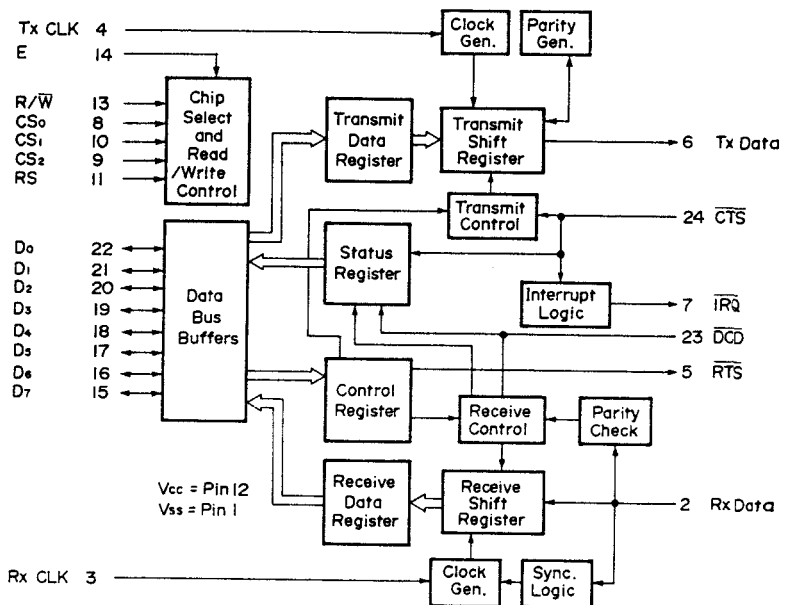 Tx CLK 4
Clock Gen.
Parity Gen.
E 14
R/W̅ 13
CS₀ 8
CS₁ 10
CS₂ 9
RS 11
Chip Select and Read /Write Control
Transmit Data Register
Transmit Shift Register
6 Tx Data
Transmit Control
24 C̅T̅S̅
D₀ 22
D₁ 21
D₂ 20
D₃ 19
D₄ 18
D₅ 17
D₆ 16
D₇ 15
Data Bus Buffers
Status Register
Interrupt Logic
7 I̅R̅Q̅
23 D̅C̅D̅
5 R̅T̅S̅
Control Register
Receive Control
Parity Check
Vcc = Pin 12
Vss = Pin 1
Receive Data Register
Receive Shift Register
2 Rx Data
Rx CLK 3
Clock Gen.
Sync. Logic